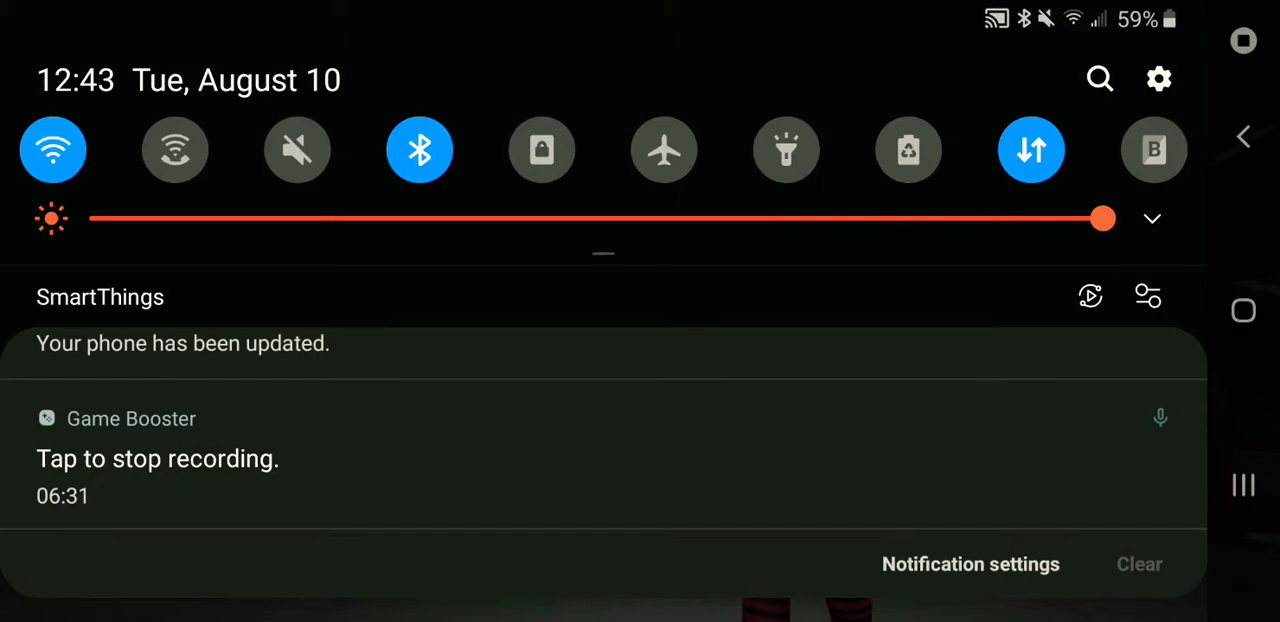 59%
12:43 Tue, August 10
B
SmartThings
Your phone has been updated.
Game Booster
Tap to stop recording.
06:31
Notification settings Clear